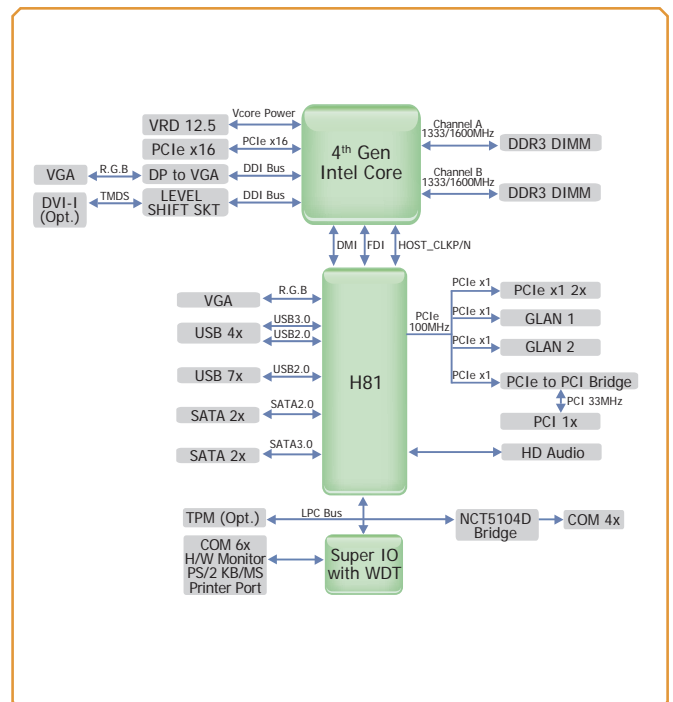 Vcore Power
VRD 12.5
PCIe x16
PCIe x16
VGA
R.G.B
DP to VGA
DDI Bus
DVI-I
(Opt.)
TMDS
LEVEL
SHIFT SKT
DDI Bus
4th Gen
Intel Core
Channel A
1333/1600MHz
DDR3 DIMM
Channel B
1333/1600MHz
DDR3 DIMM
DMI
FDI
HOST_CLKP/N
VGA
R.G.B
USB 4x
USB3.0
USB2.0
USB 7x
USB2.0
SATA 2x
SATA2.0
SATA 2x
SATA3.0
H81
PCIe
100MHz
PCIe x1
PCIe x1 2x
PCIe x1
GLAN 1
PCIe x1
GLAN 2
PCIe x1
PCIe to PCI Bridge
PCI 33MHz
PCI 1x
HD Audio
TPM (Opt.)
LPC Bus
NCT5104D
Bridge
COM 4x
COM 6x
H/W Monitor
PS/2 KB/MS
Printer Port
Super IO
with WDT